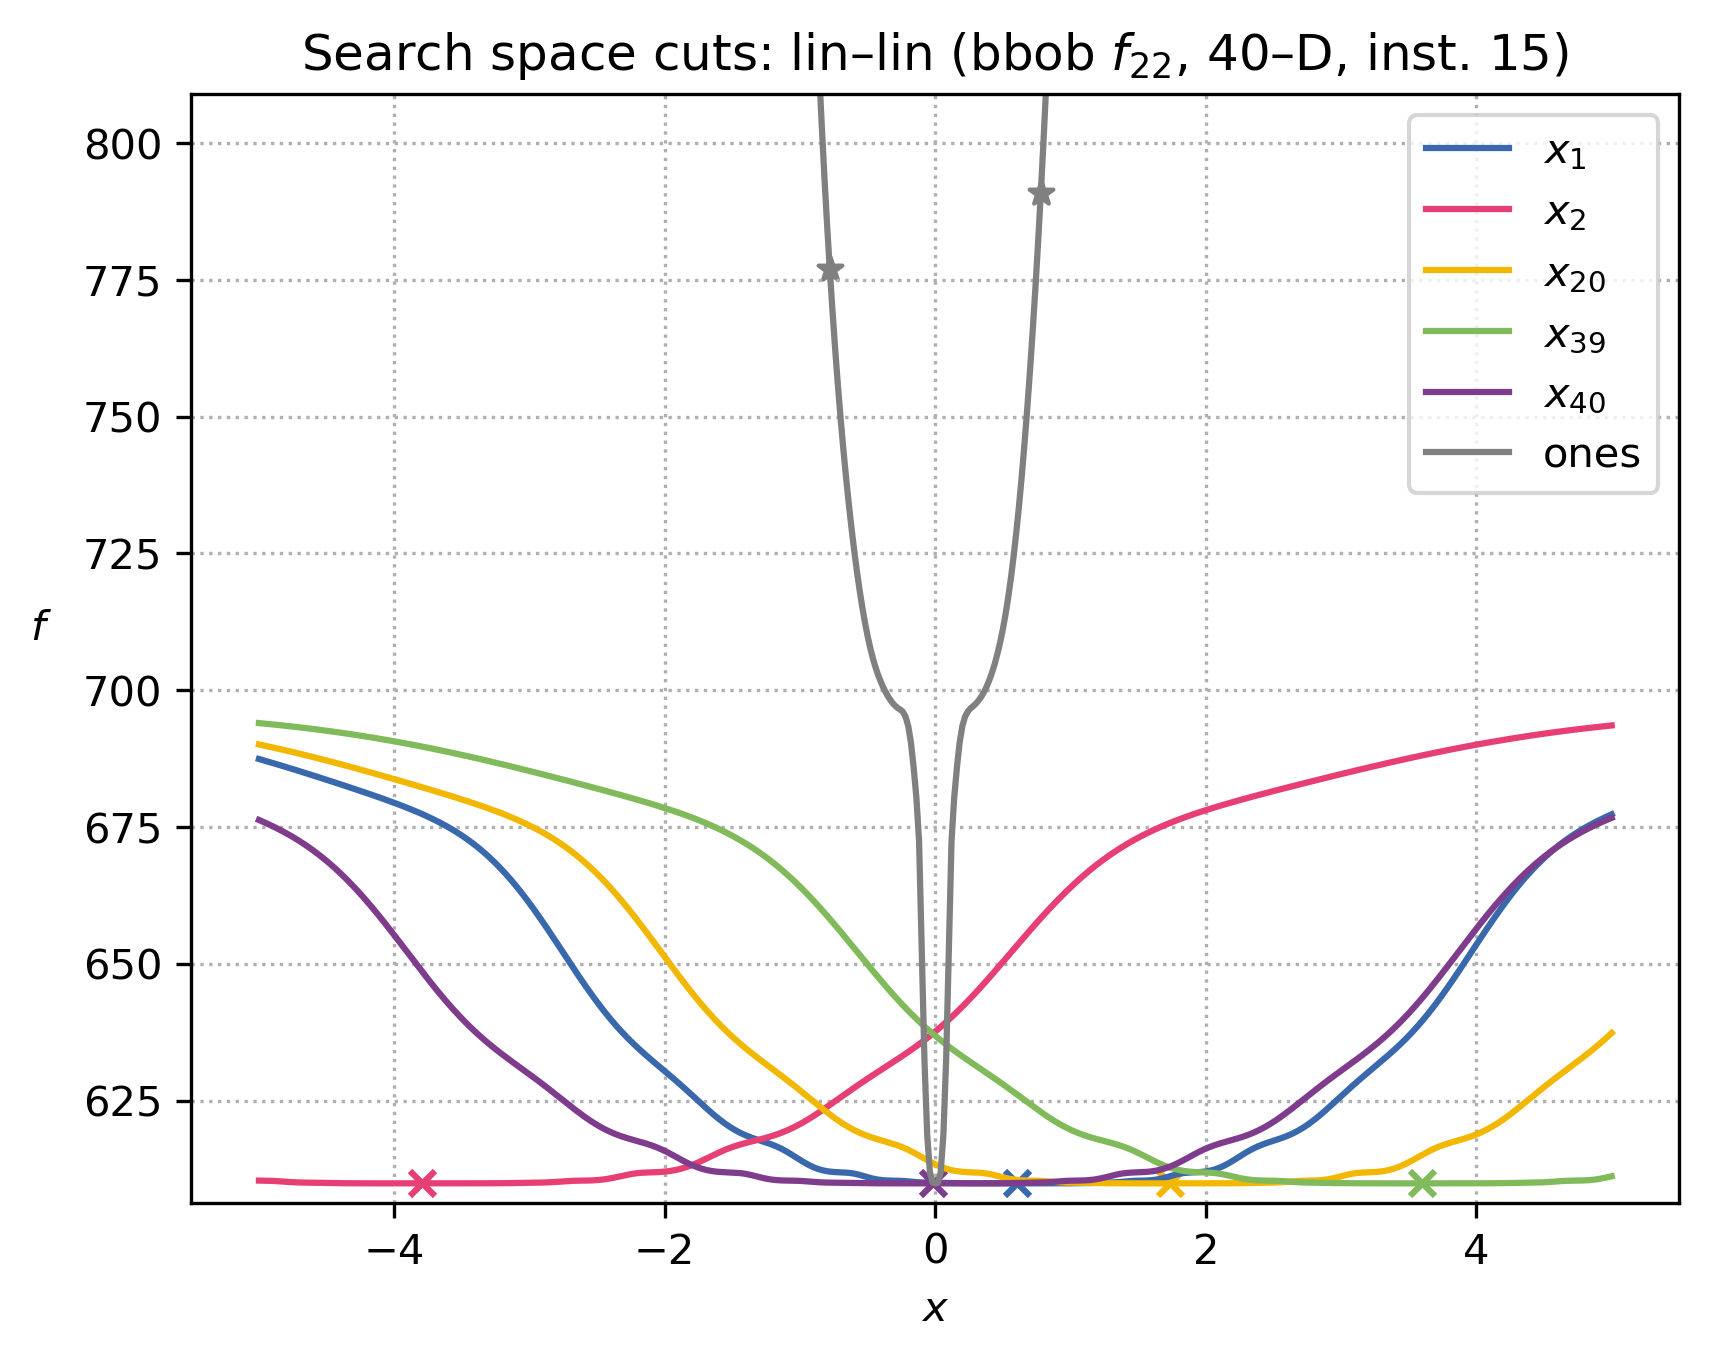 Search space cuts: lin–lin (bbob f₂₂, 40–D, inst. 15)
800
775
750
725
700
675
650
625
f
−4
−2
0
2
4
x
x₁
x₂
x₂₀
x₃₉
x₄₀
ones